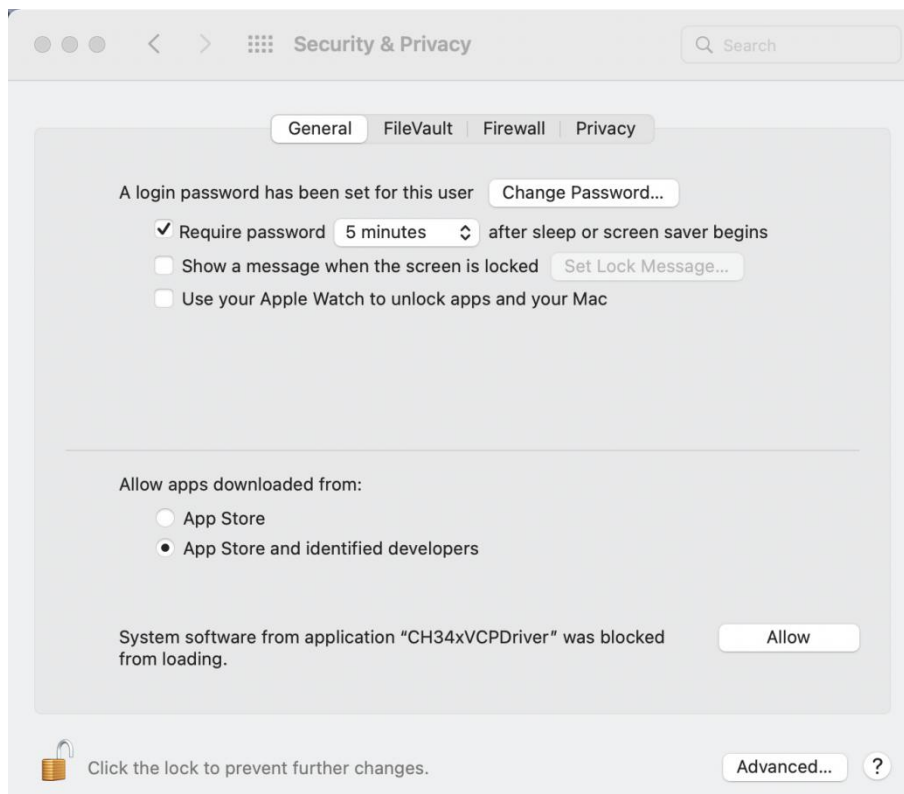 Security & Privacy
Search
General FileVault Firewall Privacy
A login password has been set for this user Change Password...
Require password 5 minutes after sleep or screen saver begins
Show a message when the screen is locked Set Lock Message...
Use your Apple Watch to unlock apps and your Mac
Allow apps downloaded from:
App Store
App Store and identified developers
System software from application “CH34xVCPDriver” was blocked
from loading.
Allow
Click the lock to prevent further changes.
Advanced... ?